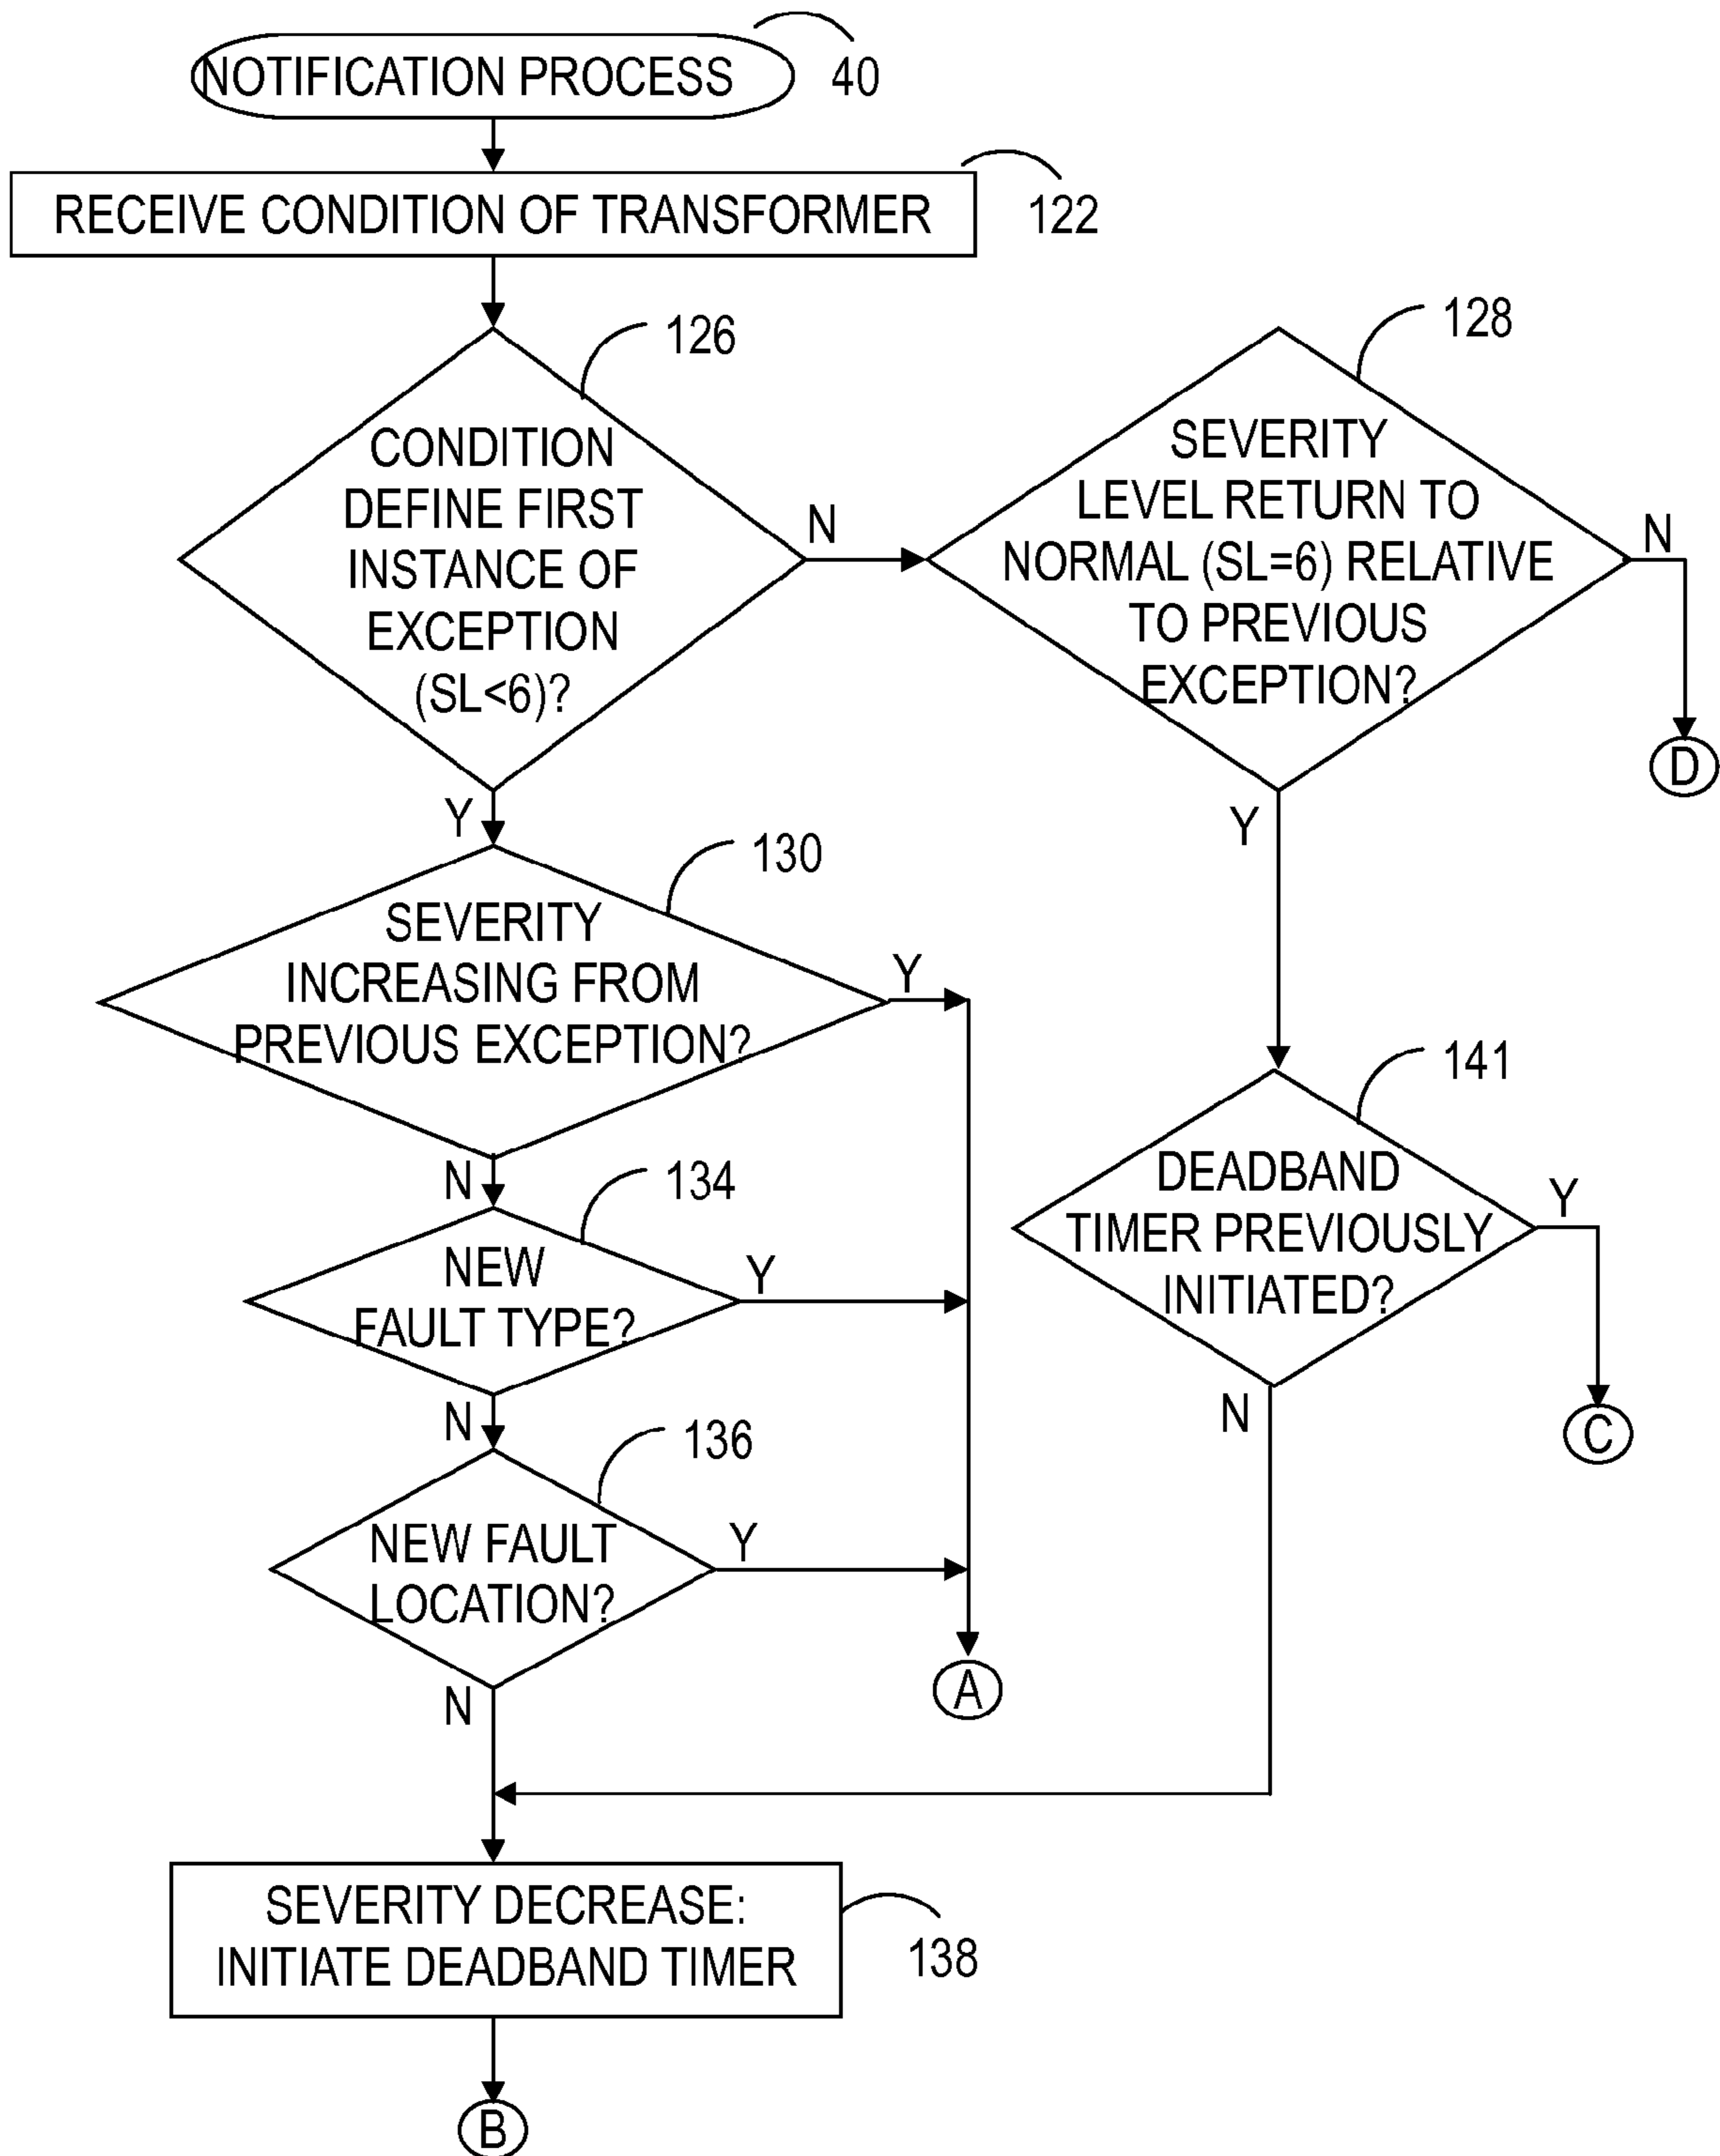 NOTIFICATION PROCESS
40
RECEIVE CONDITION OF TRANSFORMER
122
126
CONDITION
DEFINE FIRST
INSTANCE OF
EXCEPTION
(SL<6)?
N
Y
128
SEVERITY
LEVEL RETURN TO
NORMAL (SL=6) RELATIVE
TO PREVIOUS
EXCEPTION?
N
D
Y
130
SEVERITY
INCREASING FROM
PREVIOUS EXCEPTION?
Y
N
134
NEW
FAULT TYPE?
Y
N
136
NEW FAULT
LOCATION?
Y
N
A
141
DEADBAND
TIMER PREVIOUSLY
INITIATED?
Y
C
N
SEVERITY DECREASE:
INITIATE DEADBAND TIMER
138
B